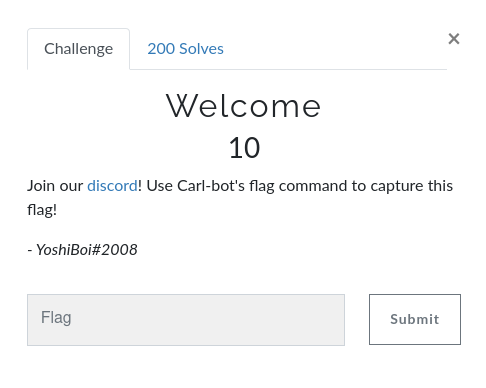 Challenge 200 Solves ×
Welcome
10
Join our discord! Use Carl-bot's flag command to capture this
flag!
- YoshiBoi#2008
Flag Submit